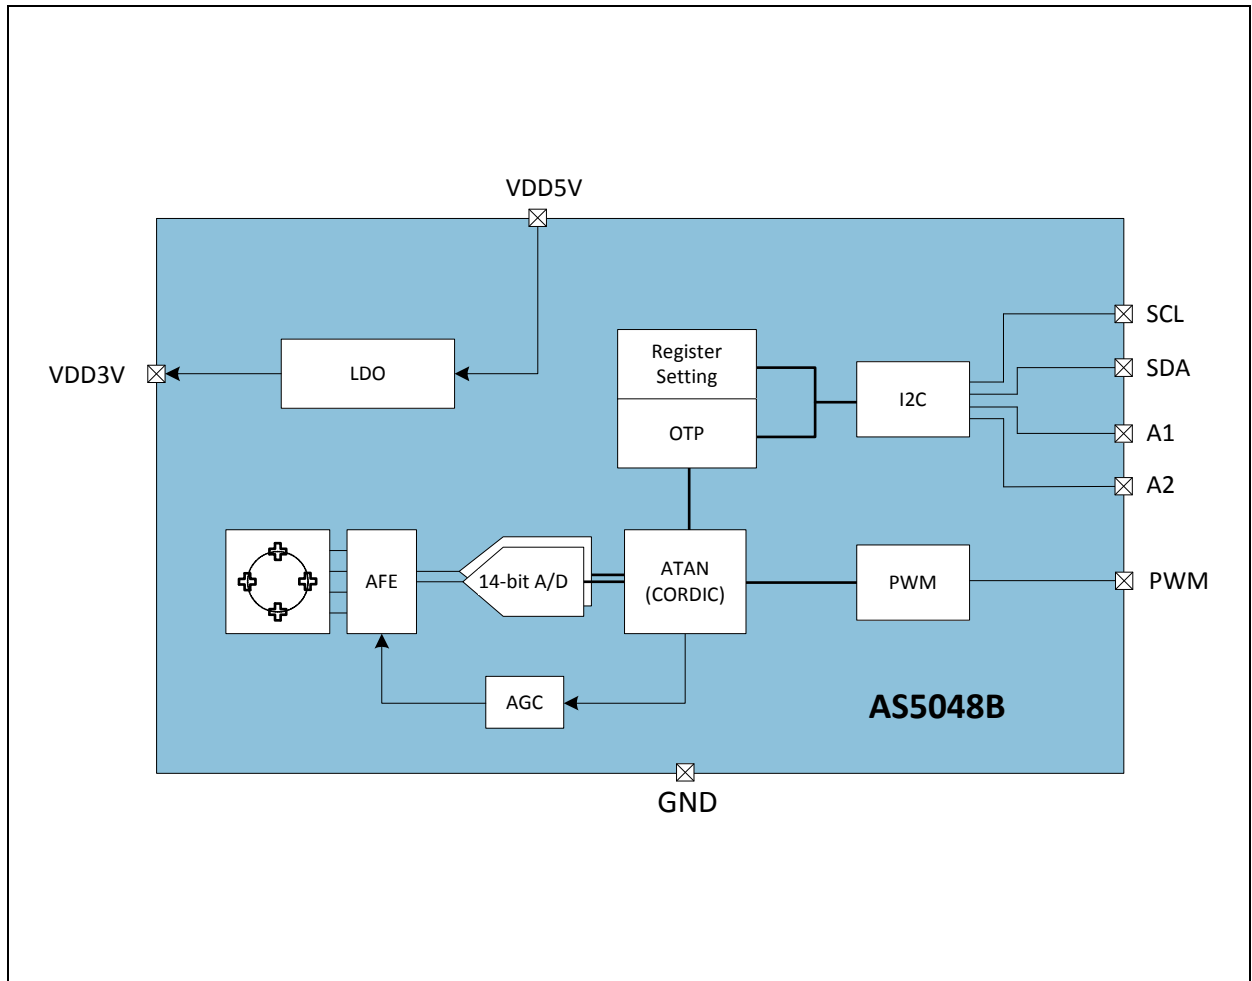 VDD5V
SCL
Register
Setting
SDA
VDD3V
LDO
I2C
OTP
A1
A2
AFE
14-bit A/D
ATAN
(CORDIC)
PWM
PWM
AGC
AS5048B
GND